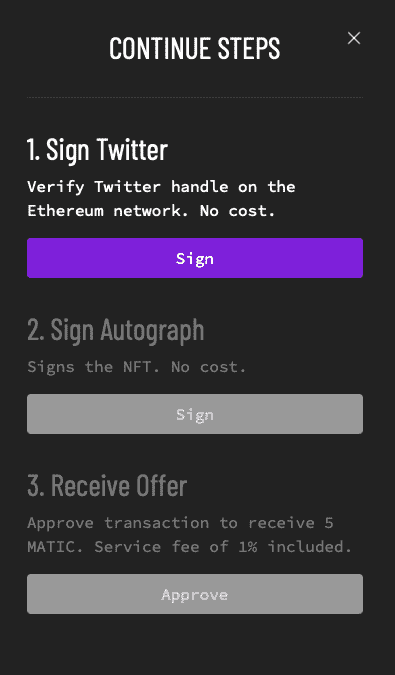 CONTINUE STEPS
1. Sign Twitter
Verify Twitter handle on the
Ethereum network. No cost.
Sign
2. Sign Autograph
Signs the NFT. No cost.
Sign
3. Receive Offer
Approve transaction to receive 5
MATIC. Service fee of 1% included.
Approve